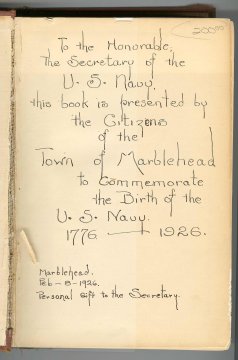 200.00
To the Honorable,
the Secretary of the
U. S. Navy.
this book is presented by
the Citizens
of the
Town of Marblehead
to Commemorate
the Birth of the
U. S. Navy.
1776 — 1926.
Marblehead.
Feb - 8 - 1926.
Personal Gift to the Secretary.